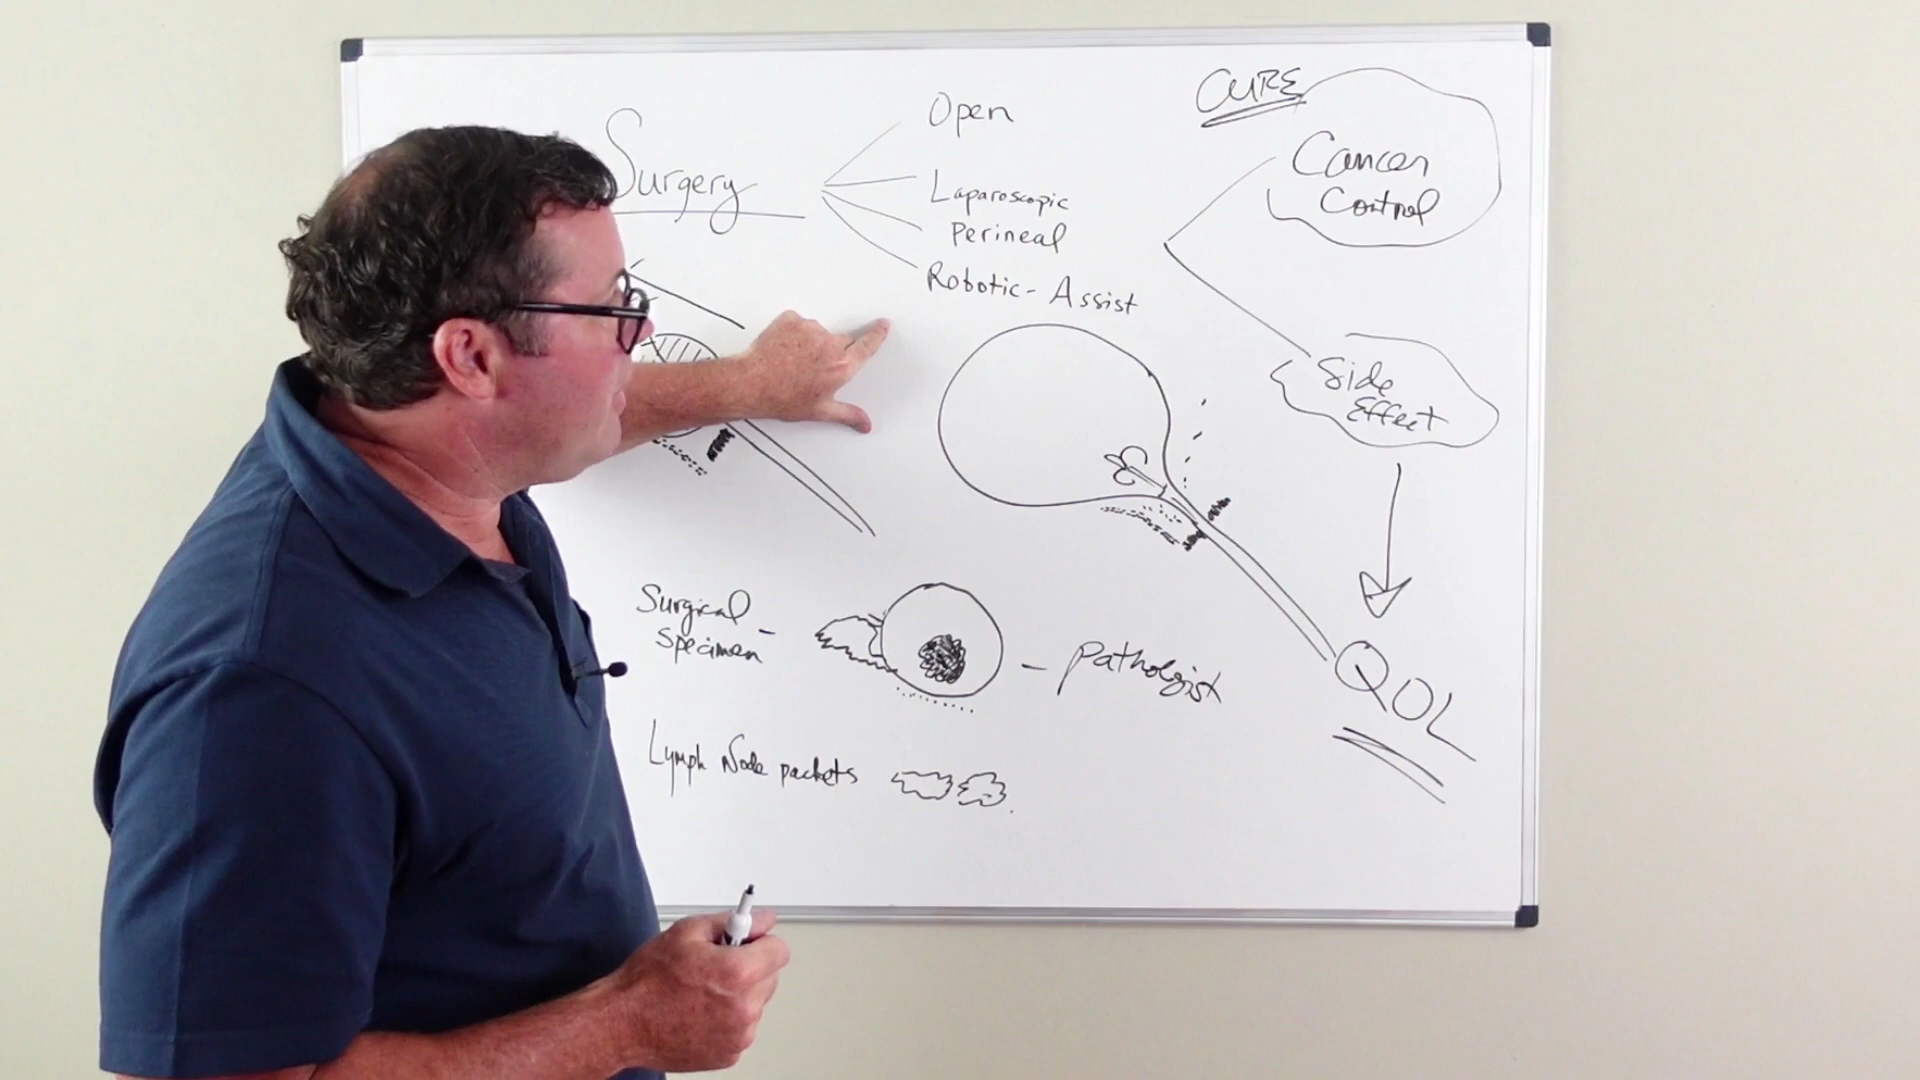 Surgery
Open
Laparoscopic
Perineal
Robotic-Assist
CURE
Cancer
Control
Side
Effect
QOL
Surgical
Specimen -
- Pathologist
Lymph Node packets